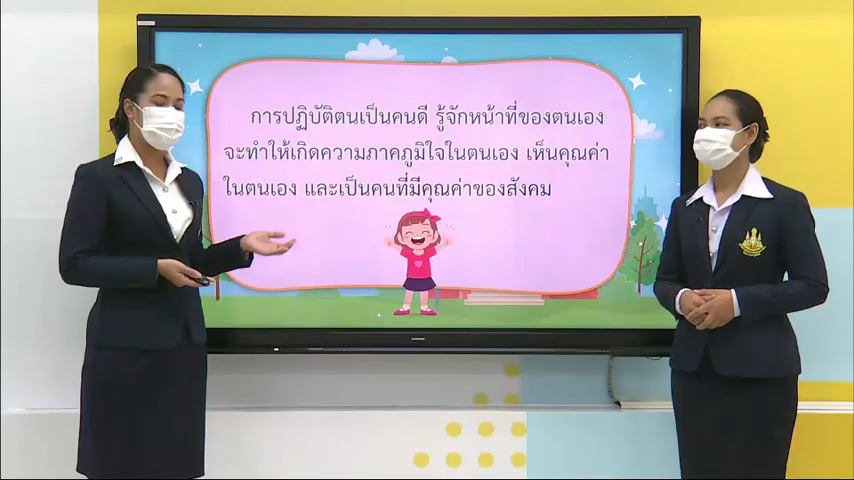 การปฏิบัติตนเป็นคนดี รู้จักหน้าที่ของตนเอง
จะทำให้เกิดความภาคภูมิใจในตนเอง เห็นคุณค่า
ในตนเอง และเป็นคนที่มีคุณค่าของสังคม